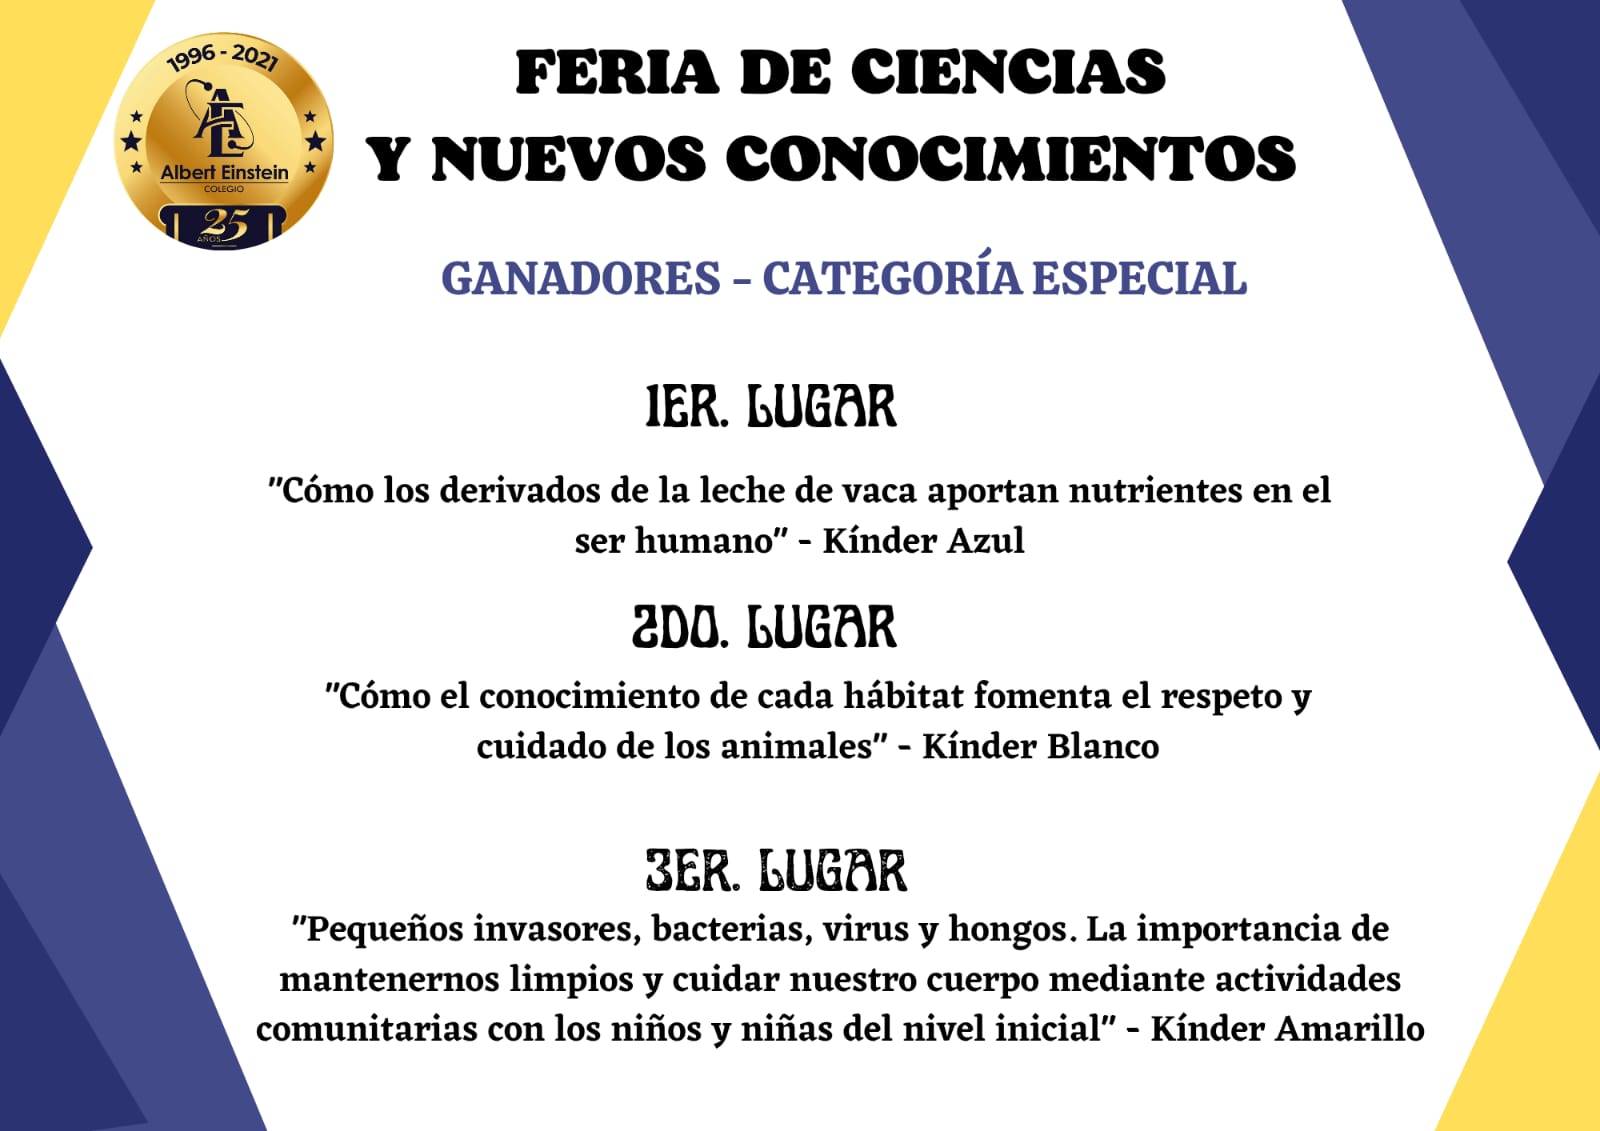 1996 - 2021
AE
Albert Einstein
COLEGIO
25
AÑOS
FERIA DE CIENCIAS
Y NUEVOS CONOCIMIENTOS
GANADORES - CATEGORÍA ESPECIAL
1ER. LUGAR
"Cómo los derivados de la leche de vaca aportan nutrientes en el
ser humano" - Kínder Azul
2DO. LUGAR
"Cómo el conocimiento de cada hábitat fomenta el respeto y
cuidado de los animales" - Kínder Blanco
3ER. LUGAR
"Pequeños invasores, bacterias, virus y hongos. La importancia de
mantenernos limpios y cuidar nuestro cuerpo mediante actividades
comunitarias con los niños y niñas del nivel inicial" - Kínder Amarillo